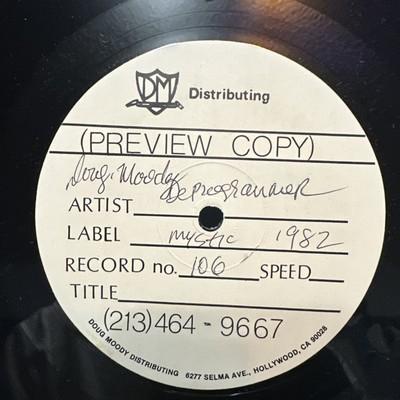 DM Distributing
(PREVIEW COPY)
Doug. Moody Deprogrammer
ARTIST
LABEL mystic 1982
RECORD no. 106 SPEED
TITLE
(213)464-9667
DOUG MOODY DISTRIBUTING 6277 SELMA AVE., HOLLYWOOD, CA 90028